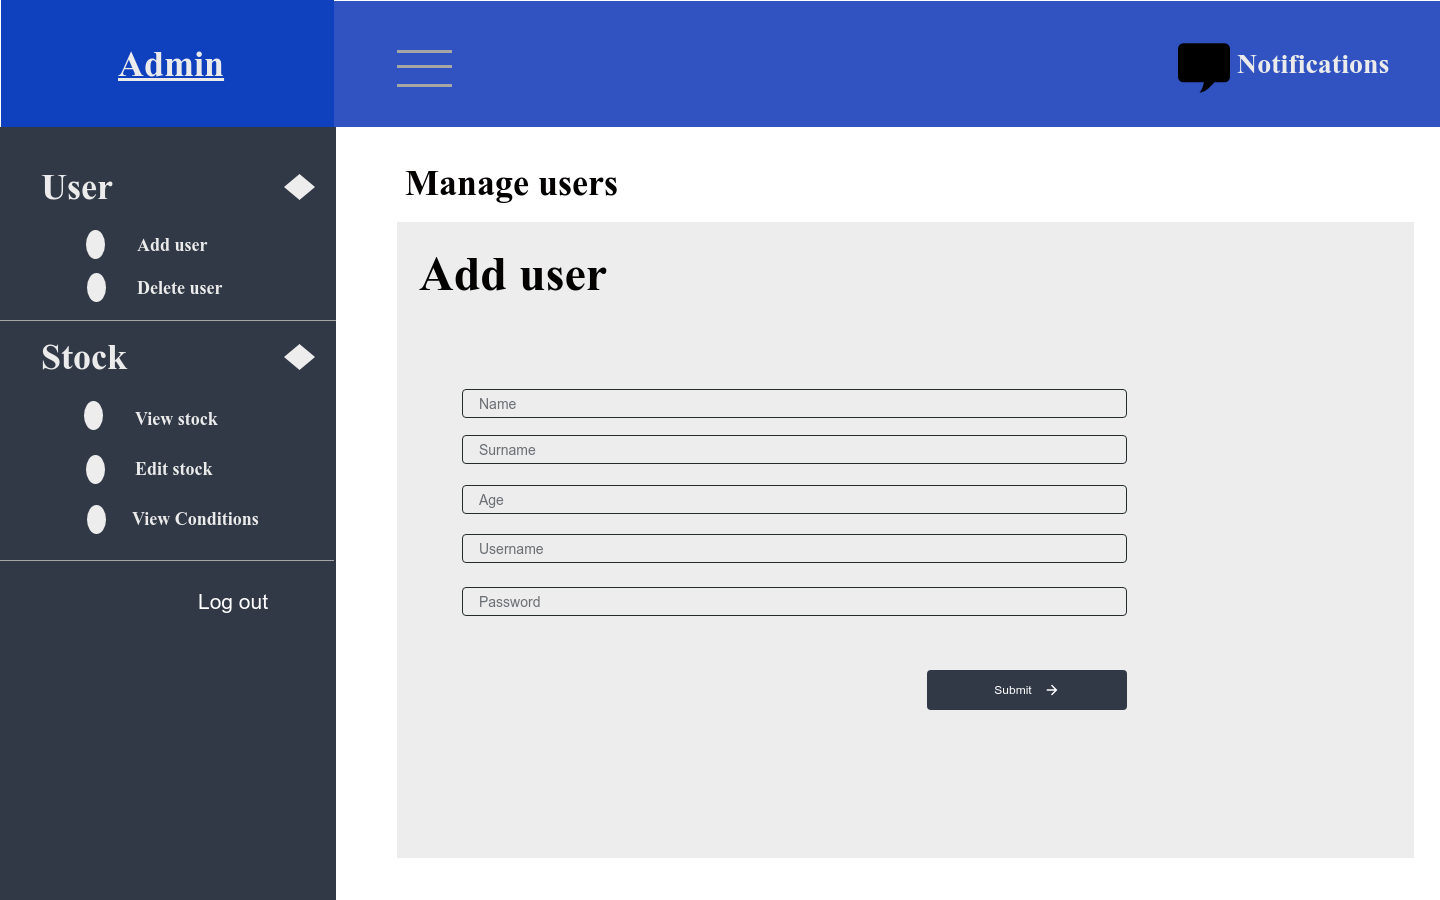 Admin
Notifications
User
Add user
Delete user
Stock
View stock
Edit stock
View Conditions
Log out
Manage users
Add user
Name
Surname
Age
Username
Password
Submit